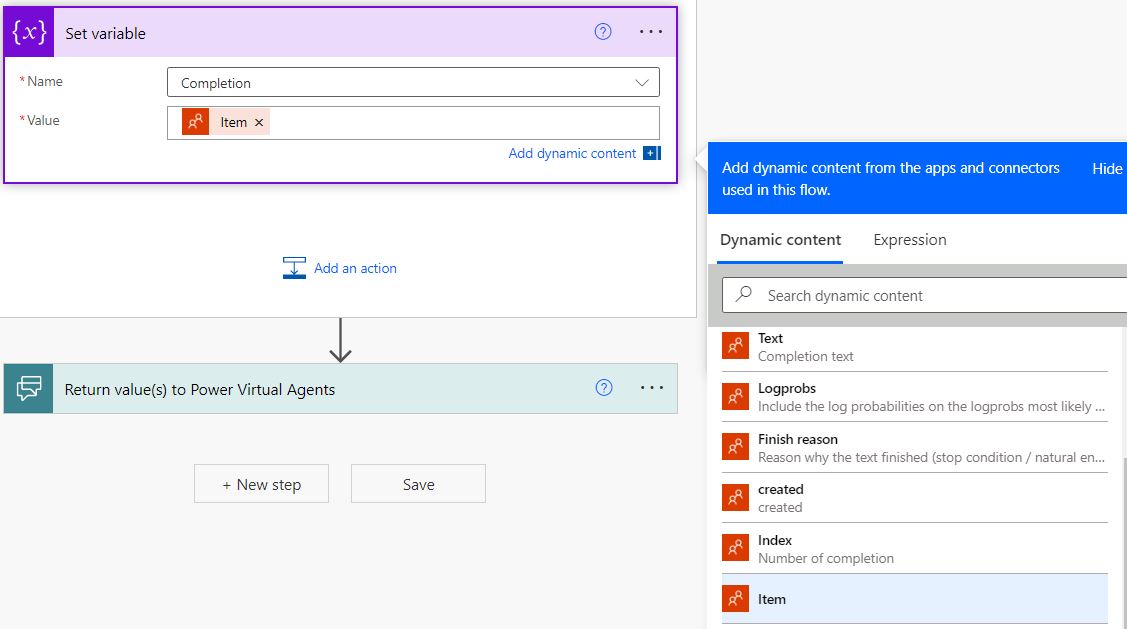 {x} Set variable
* Name Completion
* Value Item ×
Add dynamic content
Add an action
Return value(s) to Power Virtual Agents
+ New step Save
Add dynamic content from the apps and connectors
used in this flow.
Hide
Dynamic content Expression
Search dynamic content
Text
Completion text
Logprobs
Include the log probabilities on the logprobs most likely ...
Finish reason
Reason why the text finished (stop condition / natural en...
created
created
Index
Number of completion
Item